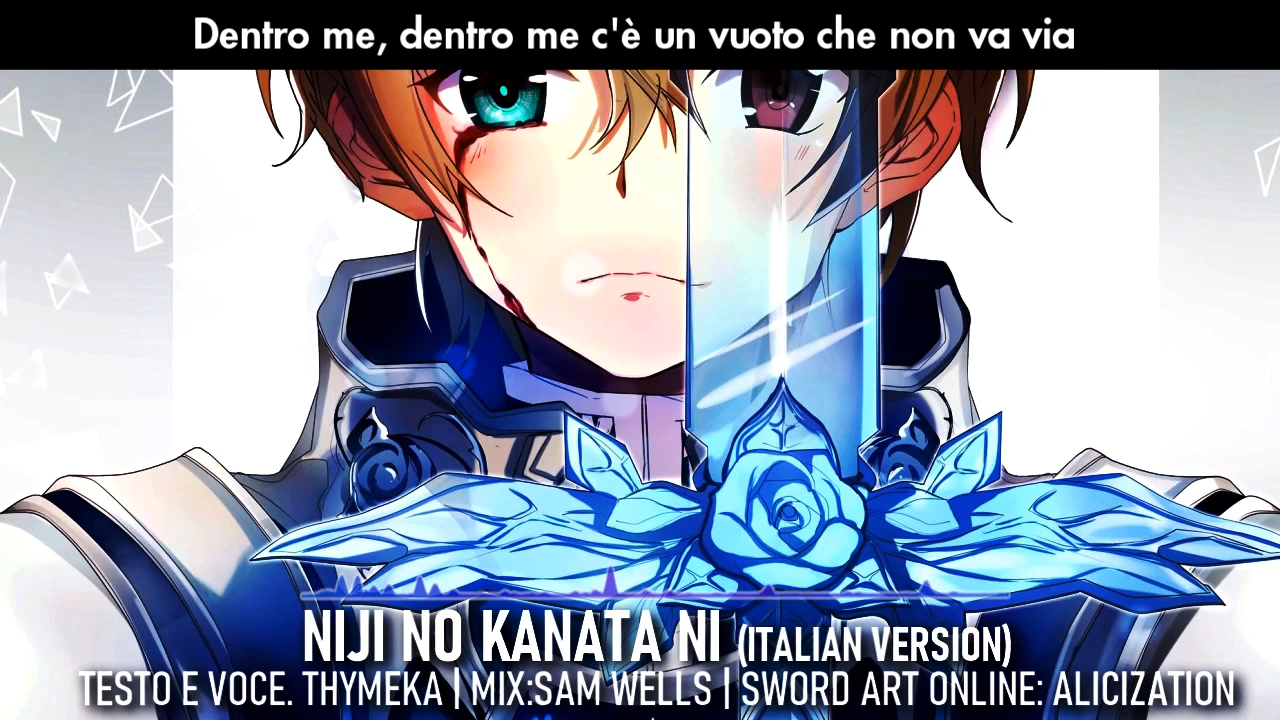 Dentro me, dentro me c'è un vuoto che non va via
NIJI NO KANATA NI (ITALIAN VERSION)
TESTO E VOCE. THYMEKA | MIX:SAM WELLS | SWORD ART ONLINE: ALICIZATION